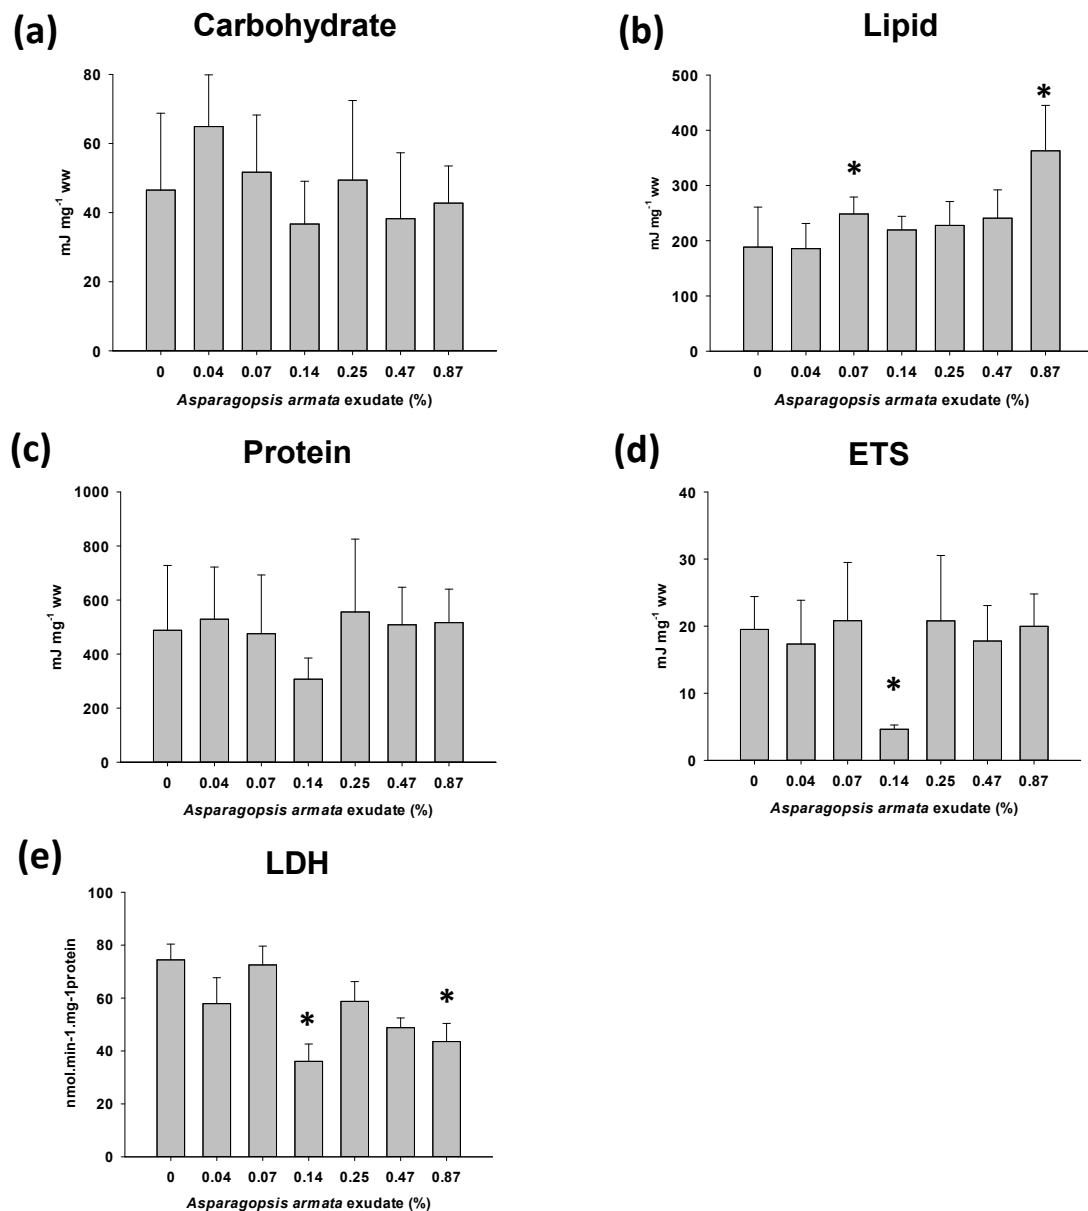 (a)
Carbohydrate
80
60
40
20
0
mJ mg-1 ww
0 0.04 0.07 0.14 0.25 0.47 0.87
Asparagopsis armata exudate (%)
(b)
Lipid
500
400
300
200
100
0
mJ mg-1 ww
*
*
0 0.04 0.07 0.14 0.25 0.47 0.87
Asparagopsis armata exudate (%)
(c)
Protein
1000
800
600
400
200
0
mJ mg-1 ww
0 0.04 0.07 0.14 0.25 0.47 0.87
Asparagopsis armata exudate (%)
(d)
ETS
40
30
20
10
0
mJ mg-1 ww
*
0 0.04 0.07 0.14 0.25 0.47 0.87
Asparagopsis armata exudate (%)
(e)
LDH
100
80
60
40
20
0
nmol.min-1.mg-1protein
*
*
0 0.04 0.07 0.14 0.25 0.47 0.87
Asparagopsis armata exudate (%)